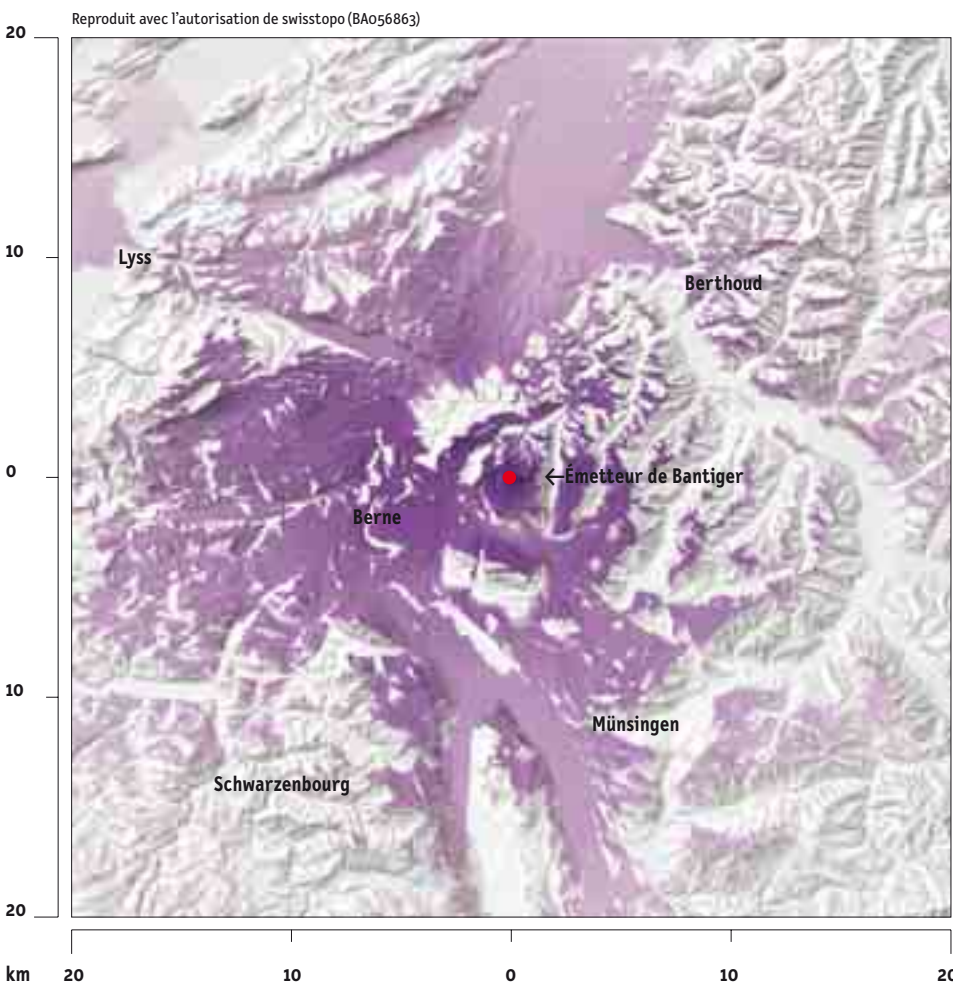 Reproduit avec l'autorisation de swisstopo (BA056863)
20
10
Lyss
Berthoud
0
←Émetteur de Bantiger
Berne
10
Münsingen
Schwarzenbourg
20
km 20 10 0 10 20